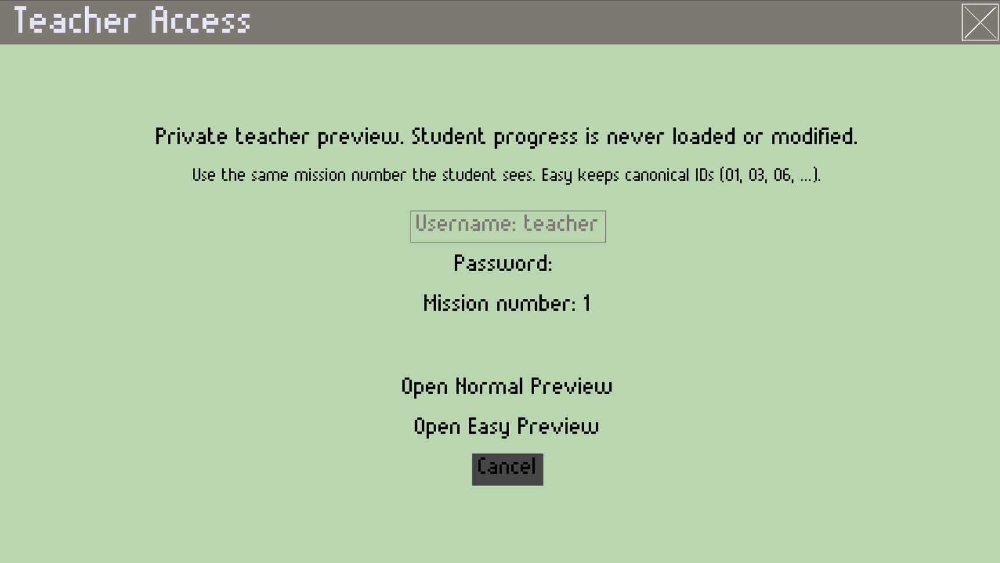 Teacher Access
Private teacher preview. Student progress is never loaded or modified.
Use the same mission number the student sees. Easy keeps canonical IDs (01, 03, 06, ...).
Username: teacher
Password:
Mission number: 1
Open Normal Preview
Open Easy Preview
Cancel